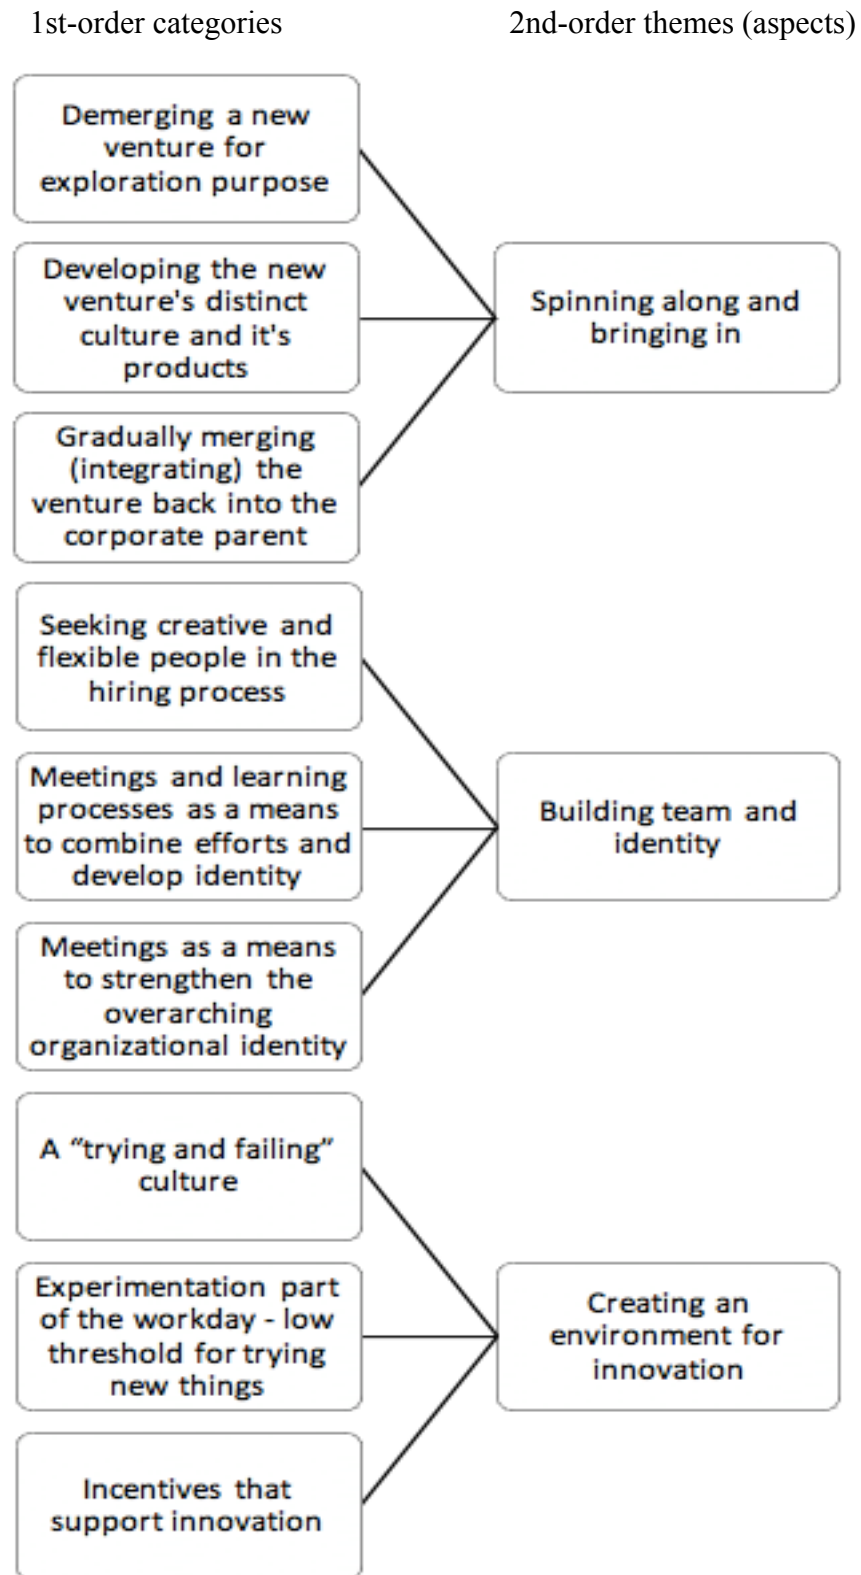 1st-order categories
2nd-order themes (aspects)
Demerging a new
venture for
exploration purpose
Developing the new
venture's distinct
culture and it's
products
Gradually merging
(integrating) the
venture back into the
corporate parent
Spinning along and
bringing in
Seeking creative and
flexible people in the
hiring process
Meetings and learning
processes as a means
to combine efforts and
develop identity
Meetings as a means
to strengthen the
overarching
organizational identity
Building team and
identity
A “trying and failing”
culture
Experimentation part
of the workday - low
threshold for trying
new things
Incentives that
support innovation
Creating an
environment for
innovation